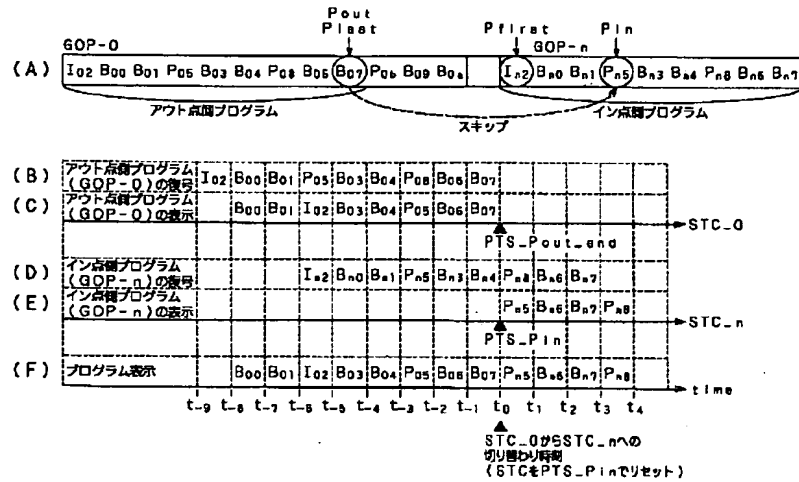 Pout
Plast
Pfirst
Pin
GOP-0
GOP-n
(A)
I02 B00 B01 P05 B03 B04 P08 B06 B07 P0b B09 B0a
In2 Bn0 Bn1 Pn5 Bn3 Bn4 Pn8 Bn6 Bn7
アウト点側プログラム
スキップ
イン点側プログラム
(B)
アウト点側プログラム
(GOP-0)の復号
I02 B00 B01 P05 B03 B04 P08 B06 B07
(C)
アウト点側プログラム
(GOP-0)の表示
B00 B01 I02 B03 B04 P05 B06 B07
STC_0
PTS_Pout_end
(D)
イン点側プログラム
(GOP-n)の復号
In2 Bn0 Bn1 Pn5 Bn3 Bn4 Pn8 Bn6 Bn7
(E)
イン点側プログラム
(GOP-n)の表示
Pn5 Bn6 Bn7 Pn8
STC_n
PTS_Pin
(F)
プログラム表示
B00 B01 I02 B03 B04 P05 B06 B07 Pn5 Bn6 Bn7 Pn8
time
t-9 t-8 t-7 t-6 t-5 t-4 t-3 t-2 t-1 t0 t1 t2 t3 t4
STC_0からSTC_nへの
切り替わり時刻
(STCをPTS_Pinでリセット)